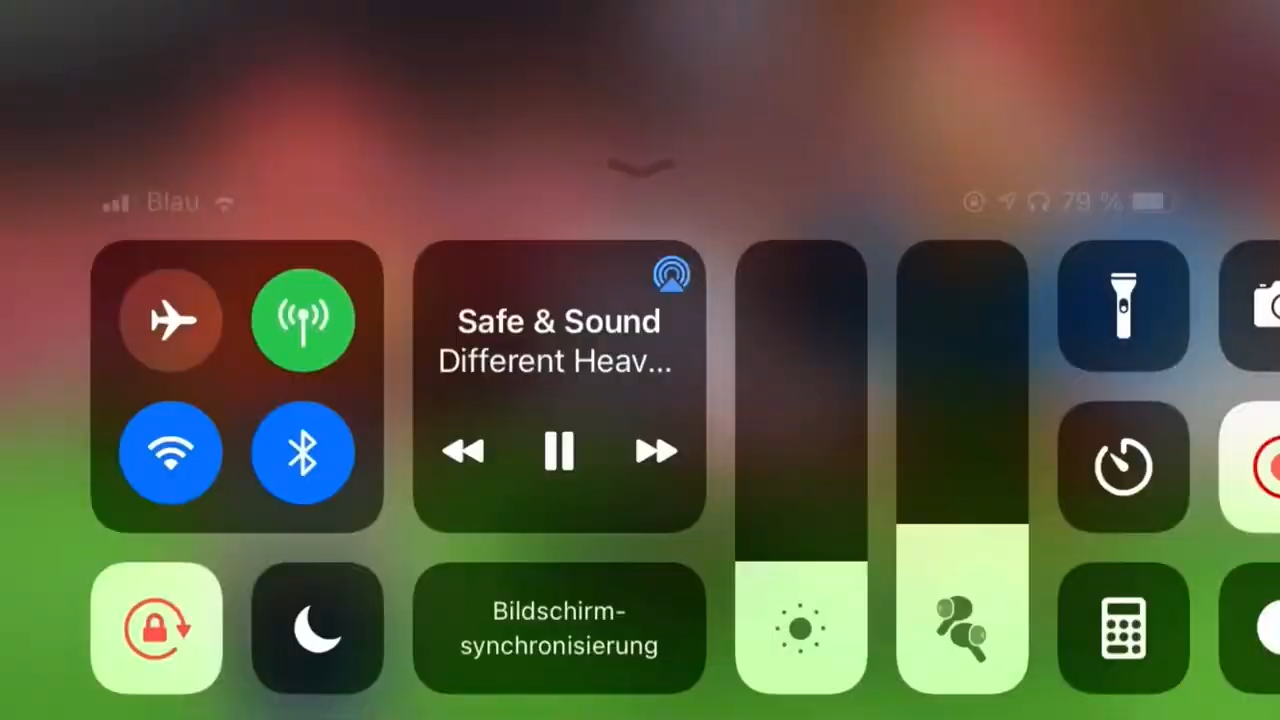 Blau
79 %
Safe & Sound
Different Heav...
Bildschirm-
synchronisierung